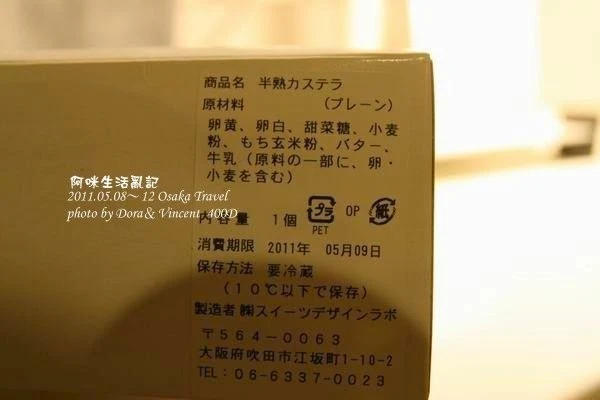 商品名 半熟カステラ
原材料 （プレーン）
卵黄、卵白、甜菜糖、小麦
粉、もち玄米粉、バター、
牛乳（原料の一部に、卵・
小麦を含む）
阿咪生活亂記
2011.05.08～12 Osaka Travel
photo by Dora& Vincent, 400D
内容量 1個 プラ OP 紙
PET
消費期限 2011年 05月09日
保存方法 要冷蔵
（10℃以下で保存）
製造者 ㈱スイーツデザインラボ
〒564-0063
大阪府吹田市江坂町1-10-2
TEL：06-6337-0023